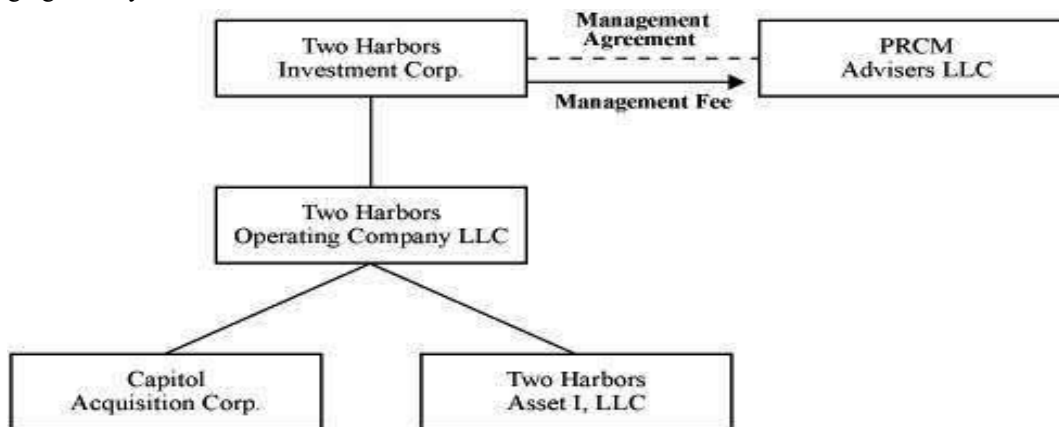 Two Harbors
Investment Corp.
Management
Agreement
Management Fee
PRCM
Advisers LLC
Two Harbors
Operating Company LLC
Capitol
Acquisition Corp.
Two Harbors
Asset I, LLC